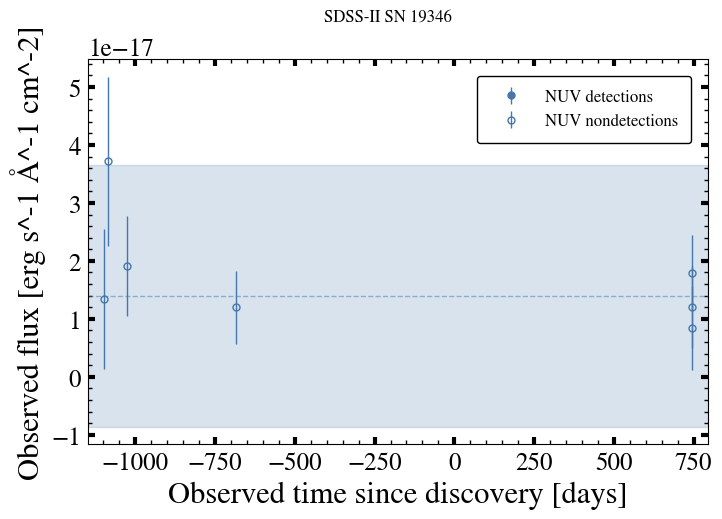 SDSS-II SN 19346
1e−17
NUV detections
NUV nondetections
5
4
3
2
1
0
−1
Observed flux [erg s^-1 Å^-1 cm^-2]
−1000 −750 −500 −250 0 250 500 750
Observed time since discovery [days]